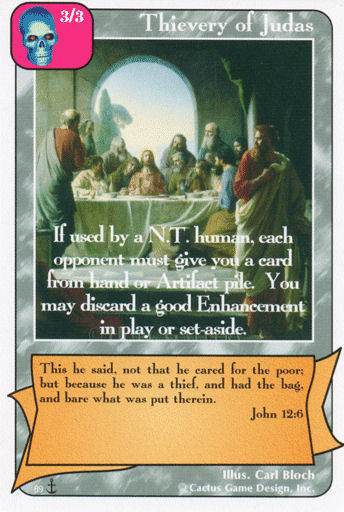 3/3
Thievery of Judas
If used by a N.T. human, each
opponent must give you a card
from hand or Artifact pile. You
may discard a good Enhancement
in play or set-aside.
This he said, not that he cared for the poor;
but because he was a thief, and had the bag,
and bare what was put therein.
John 12:6
Illus. Carl Bloch
© Cactus Game Design, Inc.